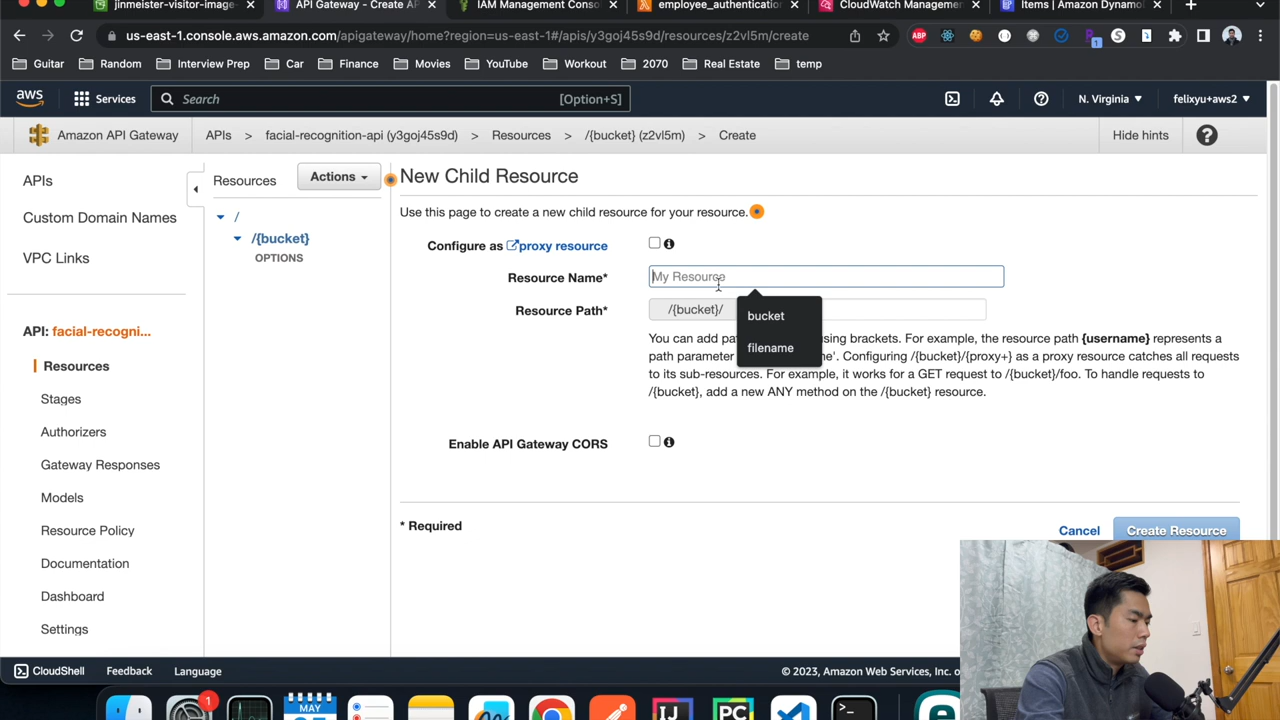 jinmeister-visitor-image-
API Gateway - Create AP
IAM Management Conso
employee_authentication
CloudWatch Management
Items | Amazon Dynamo
us-east-1.console.aws.amazon.com/apigateway/home?region=us-east-1#/apis/y3goj45s9d/resources/z2vl5m/create
Guitar
Random
Interview Prep
Car
Finance
Movies
YouTube
Workout
2070
Real Estate
temp
aws
Services
Search
[Option+S]
N. Virginia
felixyu+aws2
Amazon API Gateway
APIs > facial-recognition-api (y3goj45s9d) > Resources > /{bucket} (z2vl5m) > Create
Hide hints
APIs
Custom Domain Names
VPC Links
API: facial-recogni...
Resources
Stages
Authorizers
Gateway Responses
Models
Resource Policy
Documentation
Dashboard
Settings
Resources
Actions
/
/{bucket}
OPTIONS
New Child Resource
Use this page to create a new child resource for your resource.
Configure as proxy resource
Resource Name*
My Resource
Resource Path*
/{bucket}/
bucket
filename
You can add pa using brackets. For example, the resource path {username} represents a
path parameter e'. Configuring /{bucket}/{proxy+} as a proxy resource catches all requests
to its sub-resources. For example, it works for a GET request to /{bucket}/foo. To handle requests to
/{bucket}, add a new ANY method on the /{bucket} resource.
Enable API Gateway CORS
* Required
Cancel
Create Resource
CloudShell
Feedback
Language
© 2023, Amazon Web Services, Inc. o
1
MAY